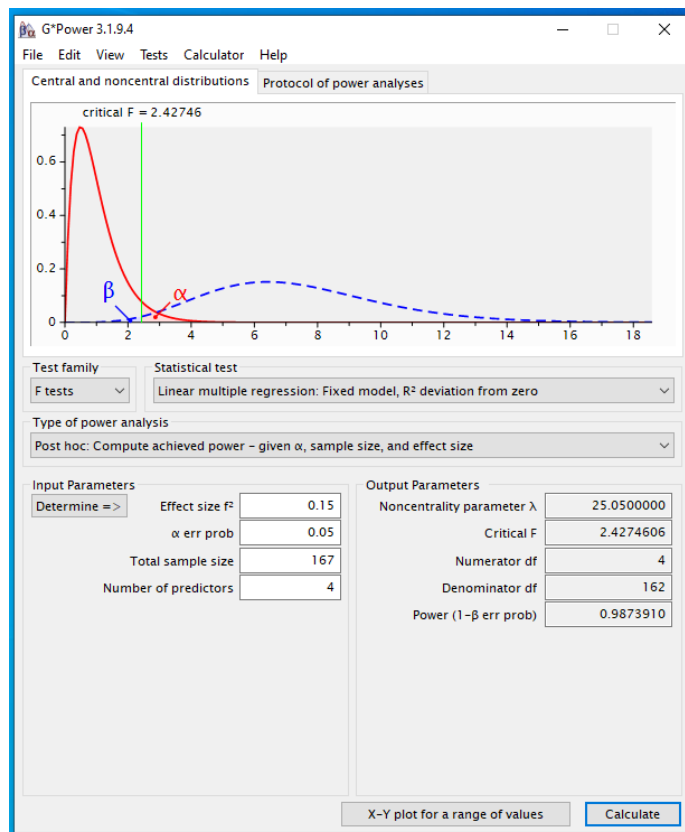 G*Power 3.1.9.4
File Edit View Tests Calculator Help
Central and noncentral distributions Protocol of power analyses
critical F = 2.42746
0.6
0.4
0.2
β α
0
0 2 4 6 8 10 12 14 16 18
Test family Statistical test
F tests Linear multiple regression: Fixed model, R² deviation from zero
Type of power analysis
Post hoc: Compute achieved power – given α, sample size, and effect size
Input Parameters Output Parameters
Determine => Effect size f² 0.15 Noncentrality parameter λ 25.0500000
α err prob 0.05 Critical F 2.4274606
Total sample size 167 Numerator df 4
Number of predictors 4 Denominator df 162
Power (1-β err prob) 0.9873910
X-Y plot for a range of values Calculate